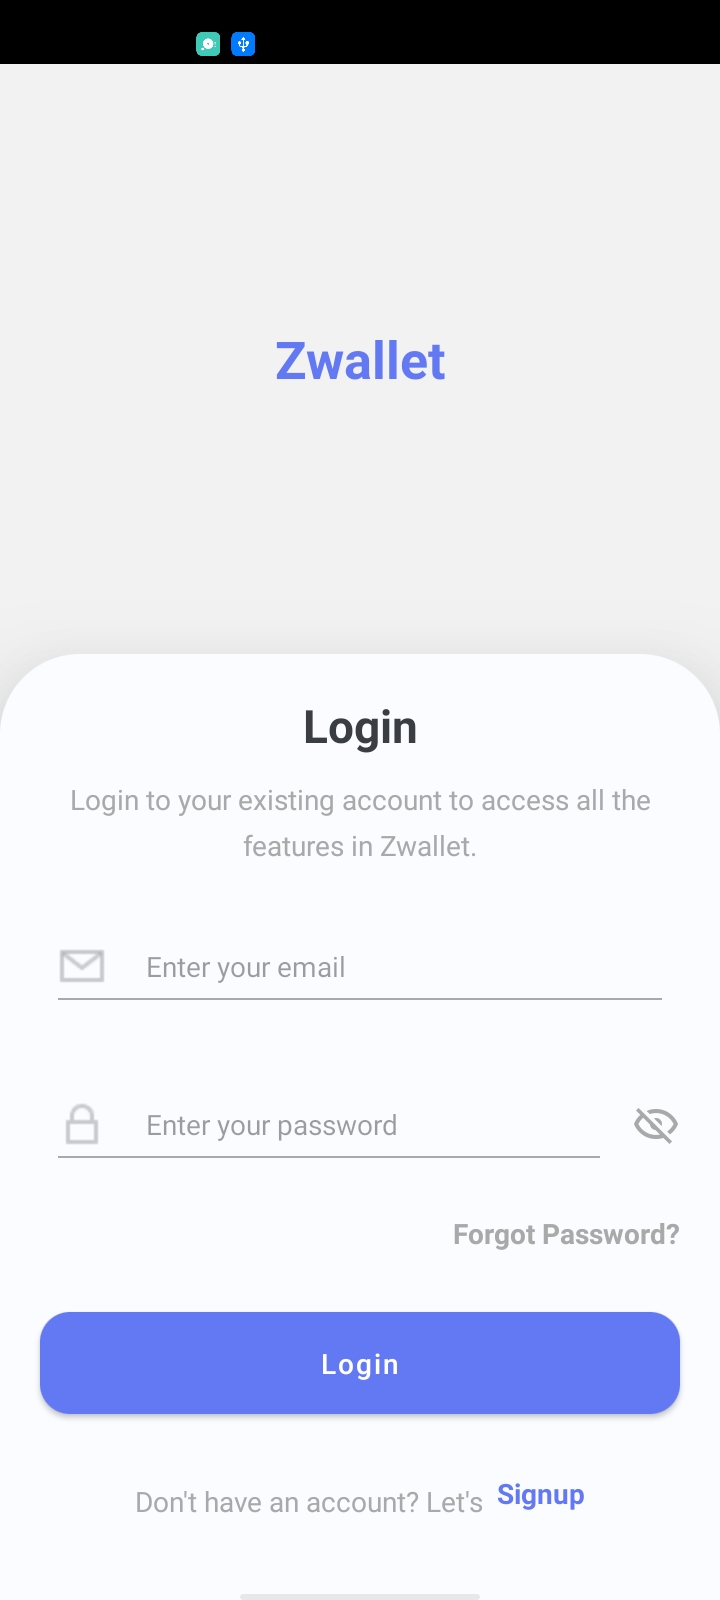 Zwallet
Login
Login to your existing account to access all the
features in Zwallet.
Enter your email
Enter your password
Forgot Password?
Login
Don't have an account? Let's Signup